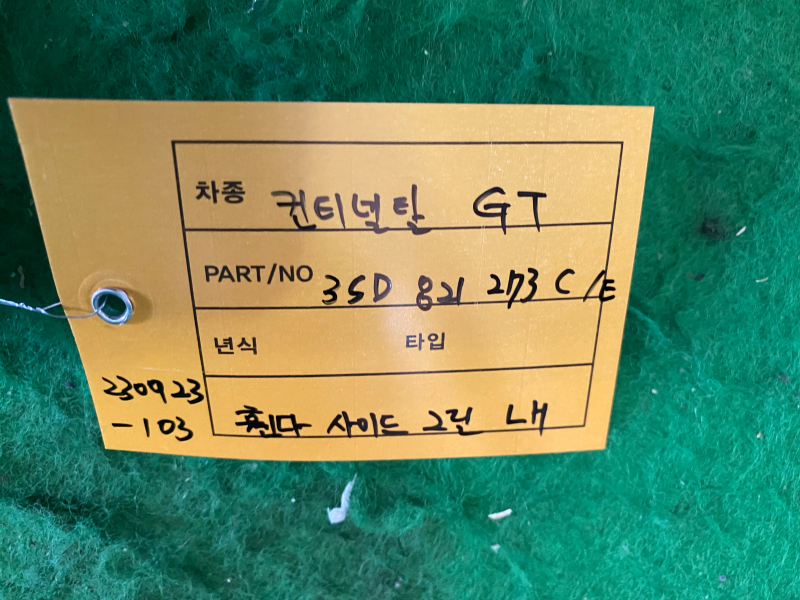 차종 컨티넨탈 GT
PART/NO 3SD 821 273 C/E
년식 타입
230923
-103
휀다 사이드 그릴 LH